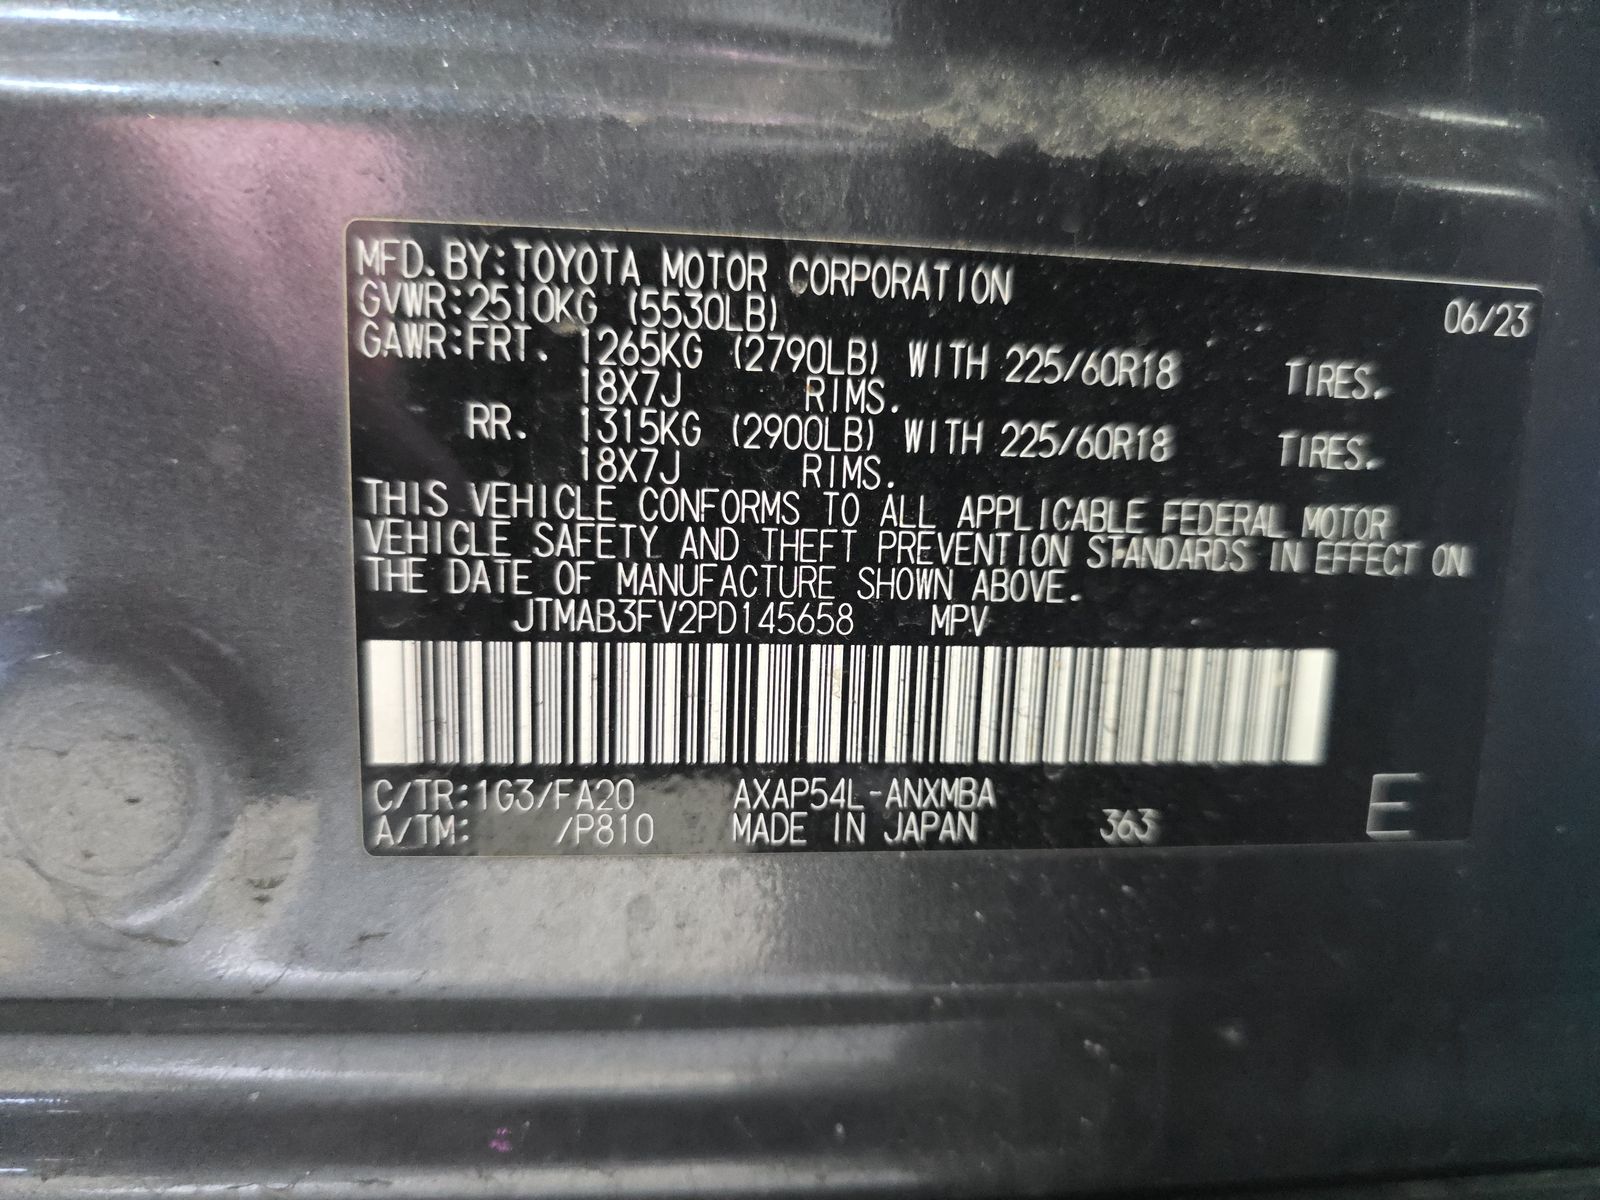 MFD. BY: TOYOTA MOTOR CORPORATION 06/23
GVWR: 2510KG (5530LB)
GAWR: FRT. 1265KG (2790LB) WITH 225/60R18 TIRES.
18X7J RIMS.
RR. 1315KG (2900LB) WITH 225/60R18 TIRES.
18X7J RIMS.
THIS VEHICLE CONFORMS TO ALL APPLICABLE FEDERAL MOTOR
VEHICLE SAFETY AND THEFT PREVENTION STANDARDS IN EFFECT ON
THE DATE OF MANUFACTURE SHOWN ABOVE.
JTMAB3FV2PD145658 MPV
C/TR: 1G3/FA20 AXAP54L-ANXMBA
A/TM: /P810 MADE IN JAPAN 363 E